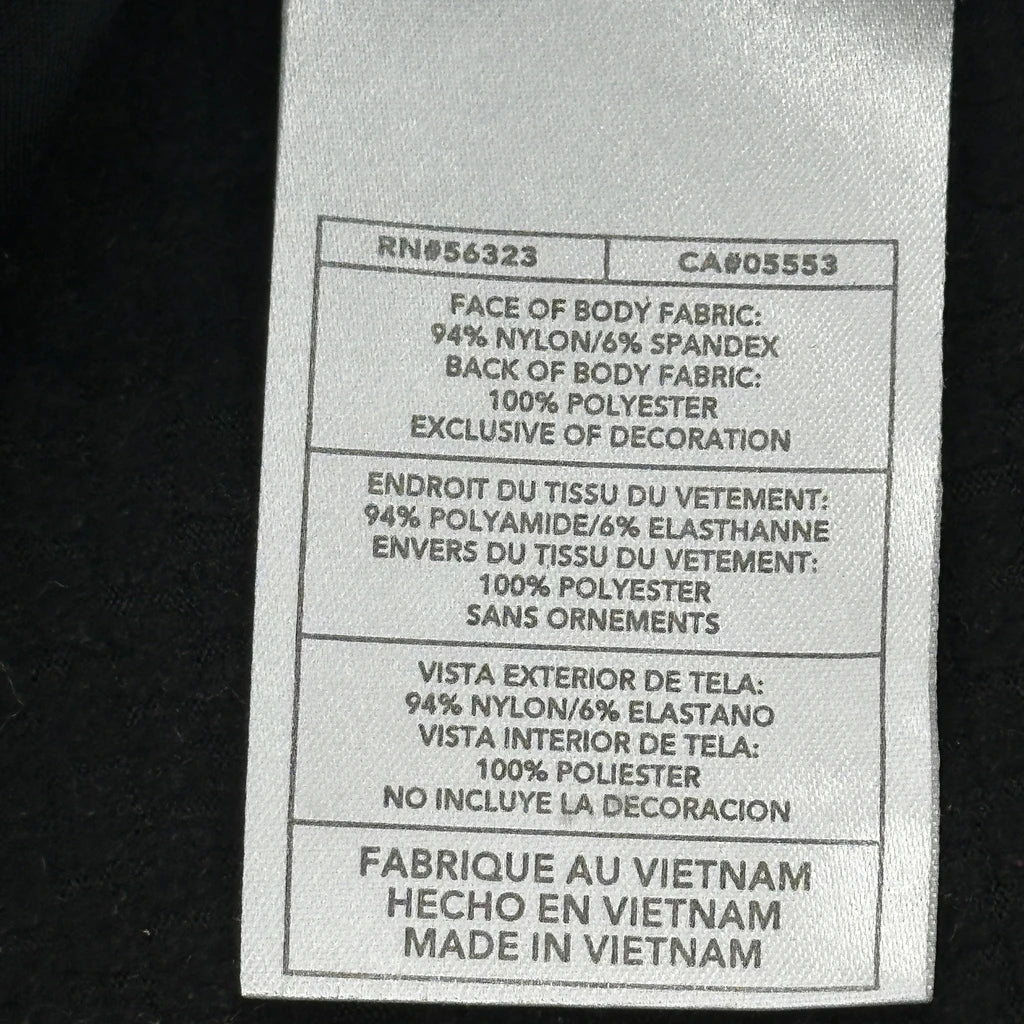 RN#56323 CA#05553
FACE OF BODY FABRIC:
94% NYLON/6% SPANDEX
BACK OF BODY FABRIC:
100% POLYESTER
EXCLUSIVE OF DECORATION
ENDROIT DU TISSU DU VETEMENT:
94% POLYAMIDE/6% ELASTHANNE
ENVERS DU TISSU DU VETEMENT:
100% POLYESTER
SANS ORNEMENTS
VISTA EXTERIOR DE TELA:
94% NYLON/6% ELASTANO
VISTA INTERIOR DE TELA:
100% POLIESTER
NO INCLUYE LA DECORACION
FABRIQUE AU VIETNAM
HECHO EN VIETNAM
MADE IN VIETNAM